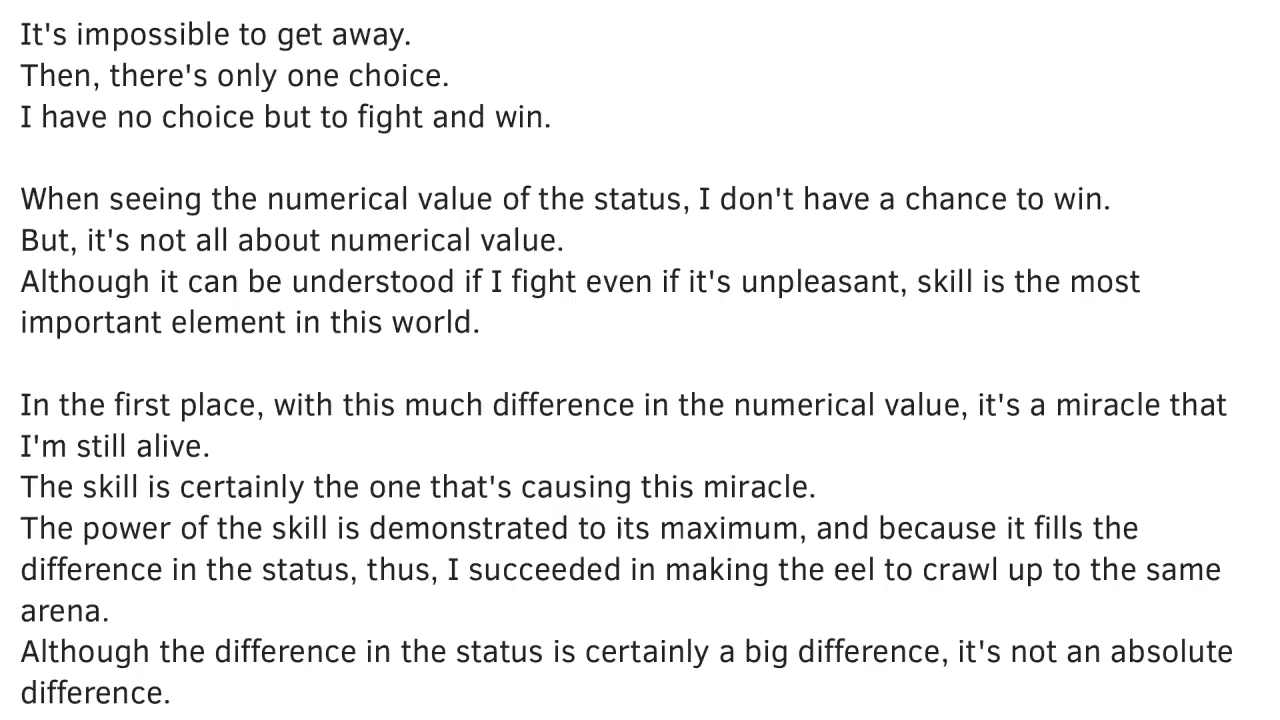 It's impossible to get away.
Then, there's only one choice.
I have no choice but to fight and win.
When seeing the numerical value of the status, I don't have a chance to win.
But, it's not all about numerical value.
Although it can be understood if I fight even if it's unpleasant, skill is the most
important element in this world.
In the first place, with this much difference in the numerical value, it's a miracle that
I'm still alive.
The skill is certainly the one that's causing this miracle.
The power of the skill is demonstrated to its maximum, and because it fills the
difference in the status, thus, I succeeded in making the eel to crawl up to the same
arena.
Although the difference in the status is certainly a big difference, it's not an absolute
difference.